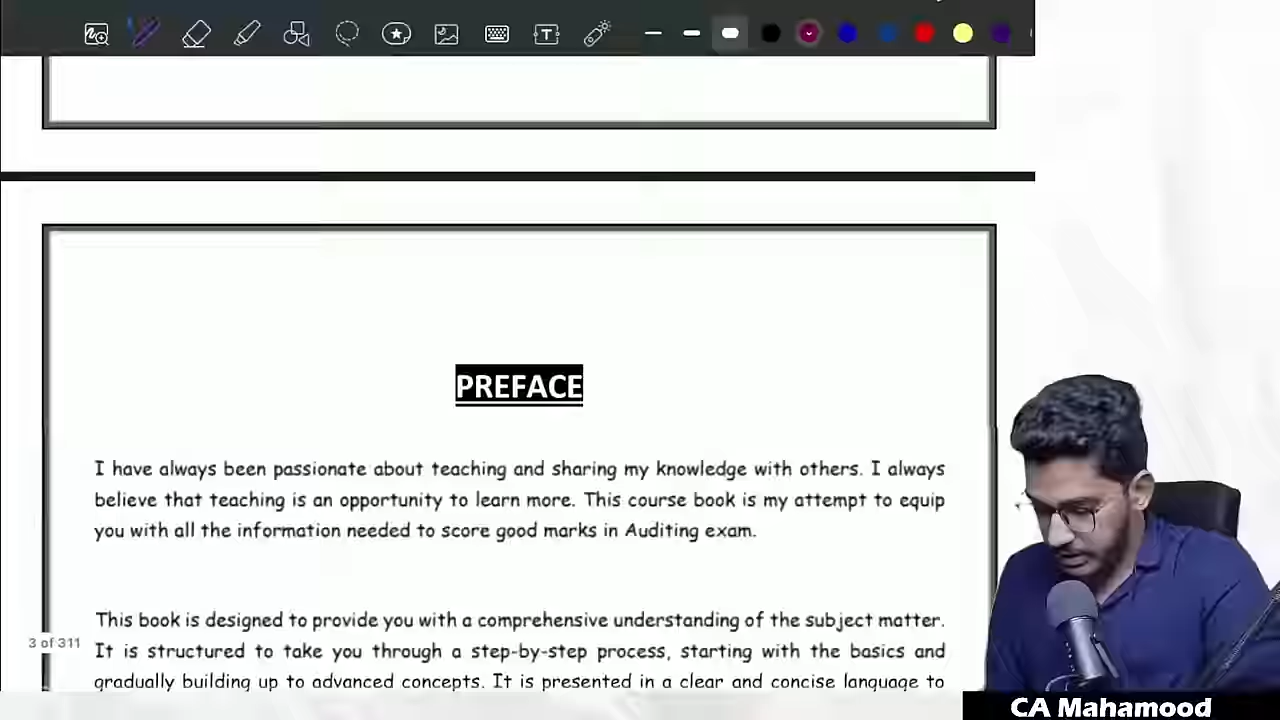 PREFACE
I have always been passionate about teaching and sharing my knowledge with others. I always
believe that teaching is an opportunity to learn more. This course book is my attempt to equip
you with all the information needed to score good marks in Auditing exam.
This book is designed to provide you with a comprehensive understanding of the subject matter.
3 of 311
It is structured to take you through a step-by-step process, starting with the basics and
gradually building up to advanced concepts. It is presented in a clear and concise language to
CA Mahamood